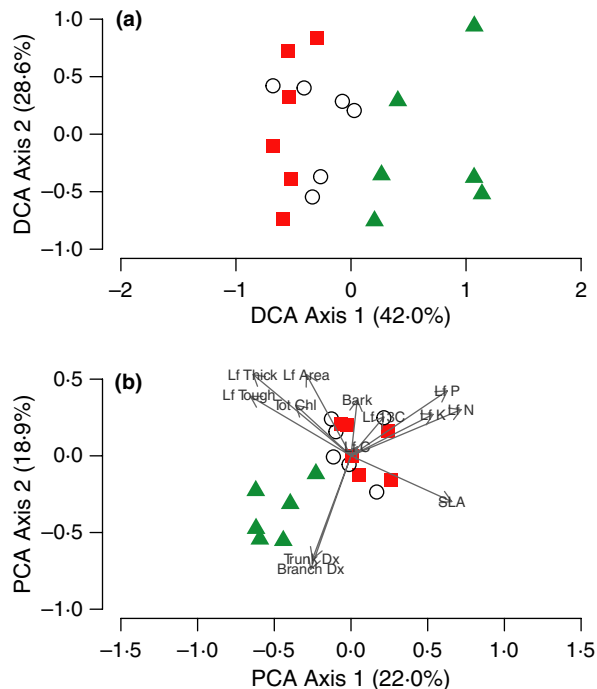 (a)
1·0
0·5
0·0
−0·5
−1·0
DCA Axis 2 (28·6%)
−2
−1
0
1
2
DCA Axis 1 (42·0%)
(b)
0·5
0·0
−0·5
−1·0
PCA Axis 2 (18·9%)
Lf Thick
Lf Area
Lf Tough
Tot Chl
Bark
Lf 13C
Lf C
Lf P
Lf N
Lf K
SLA
Trunk Dx
Branch Dx
−1·5
−1·0
−0·5
0·0
0·5
1·0
1·5
PCA Axis 1 (22·0%)